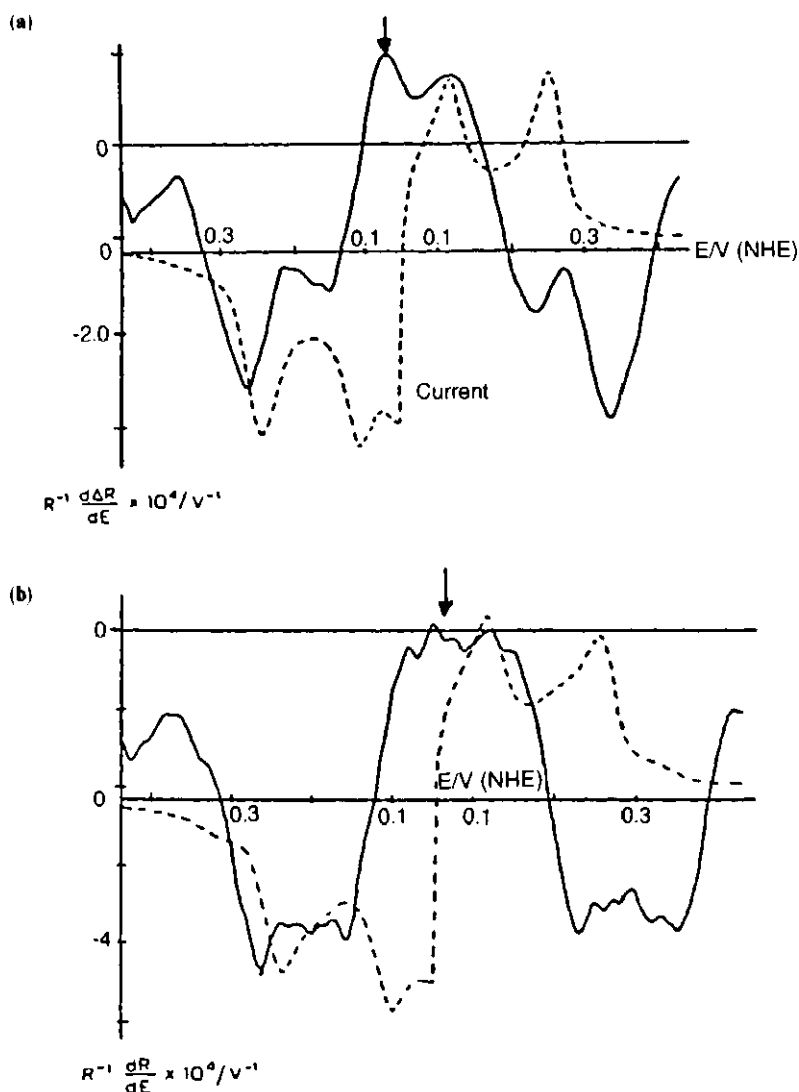 (a)
0
0.3 0.1 0.1 0.3
0 E/V (NHE)
-2.0
Current
R⁻¹ dΔR/dE × 10⁴/V⁻¹
(b)
0
E/V (NHE)
0
0.3 0.1 0.1 0.3
-4
R⁻¹ dR/dE × 10⁴/V⁻¹